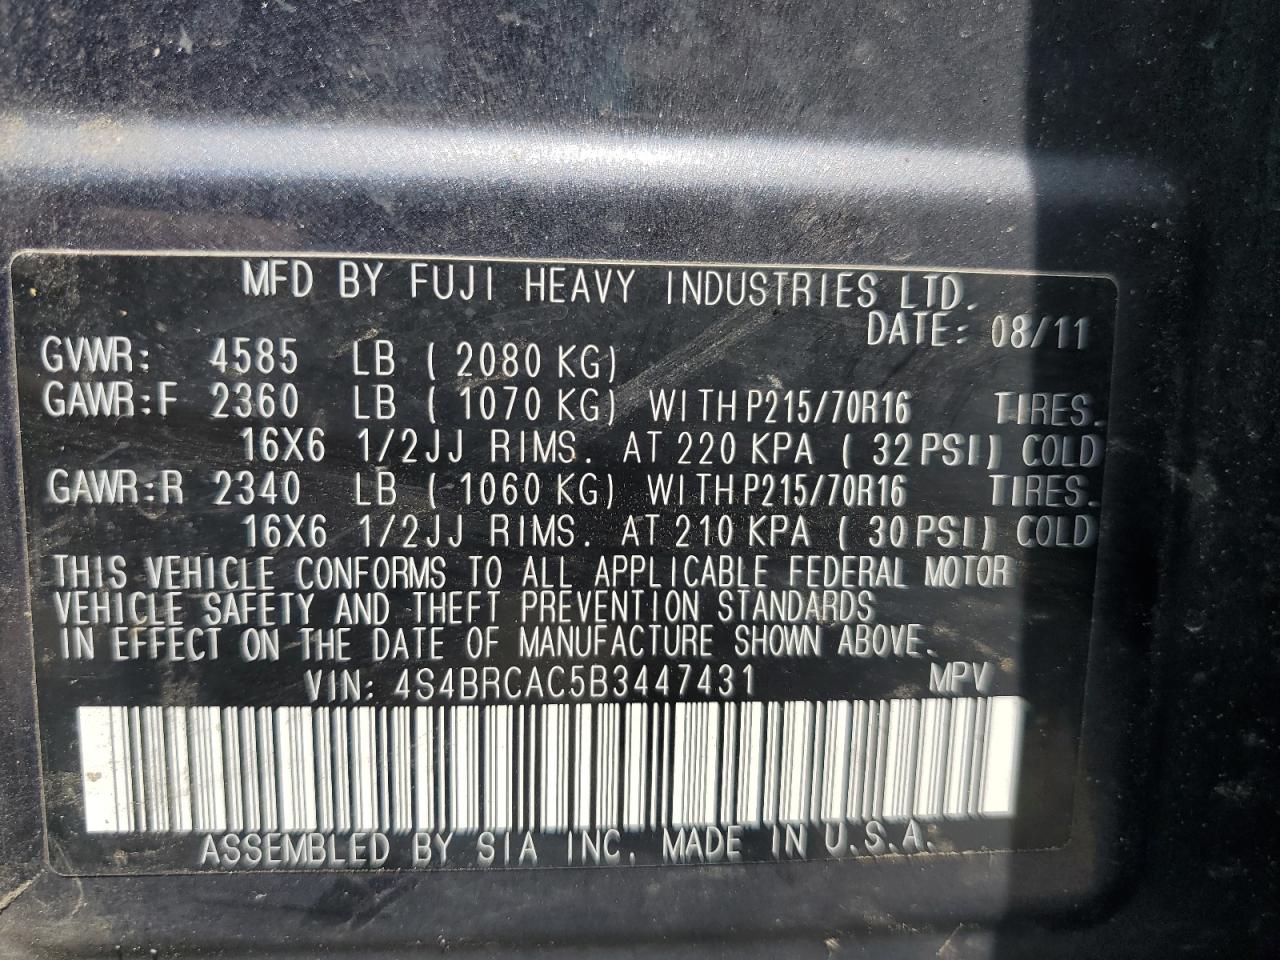 MFD BY FUJI HEAVY INDUSTRIES LTD.
DATE: 08/11
GVWR: 4585 LB ( 2080 KG)
GAWR:F 2360 LB ( 1070 KG) WITH P215/70R16 TIRES.
16X6 1/2JJ RIMS. AT 220 KPA ( 32 PSI) COLD
GAWR:R 2340 LB ( 1060 KG) WITH P215/70R16 TIRES.
16X6 1/2JJ RIMS. AT 210 KPA ( 30 PSI) COLD
THIS VEHICLE CONFORMS TO ALL APPLICABLE FEDERAL MOTOR
VEHICLE SAFETY AND THEFT PREVENTION STANDARDS
IN EFFECT ON THE DATE OF MANUFACTURE SHOWN ABOVE.
VIN: 4S4BRCAC5B3447431 MPV
ASSEMBLED BY SIA INC. MADE IN U.S.A.